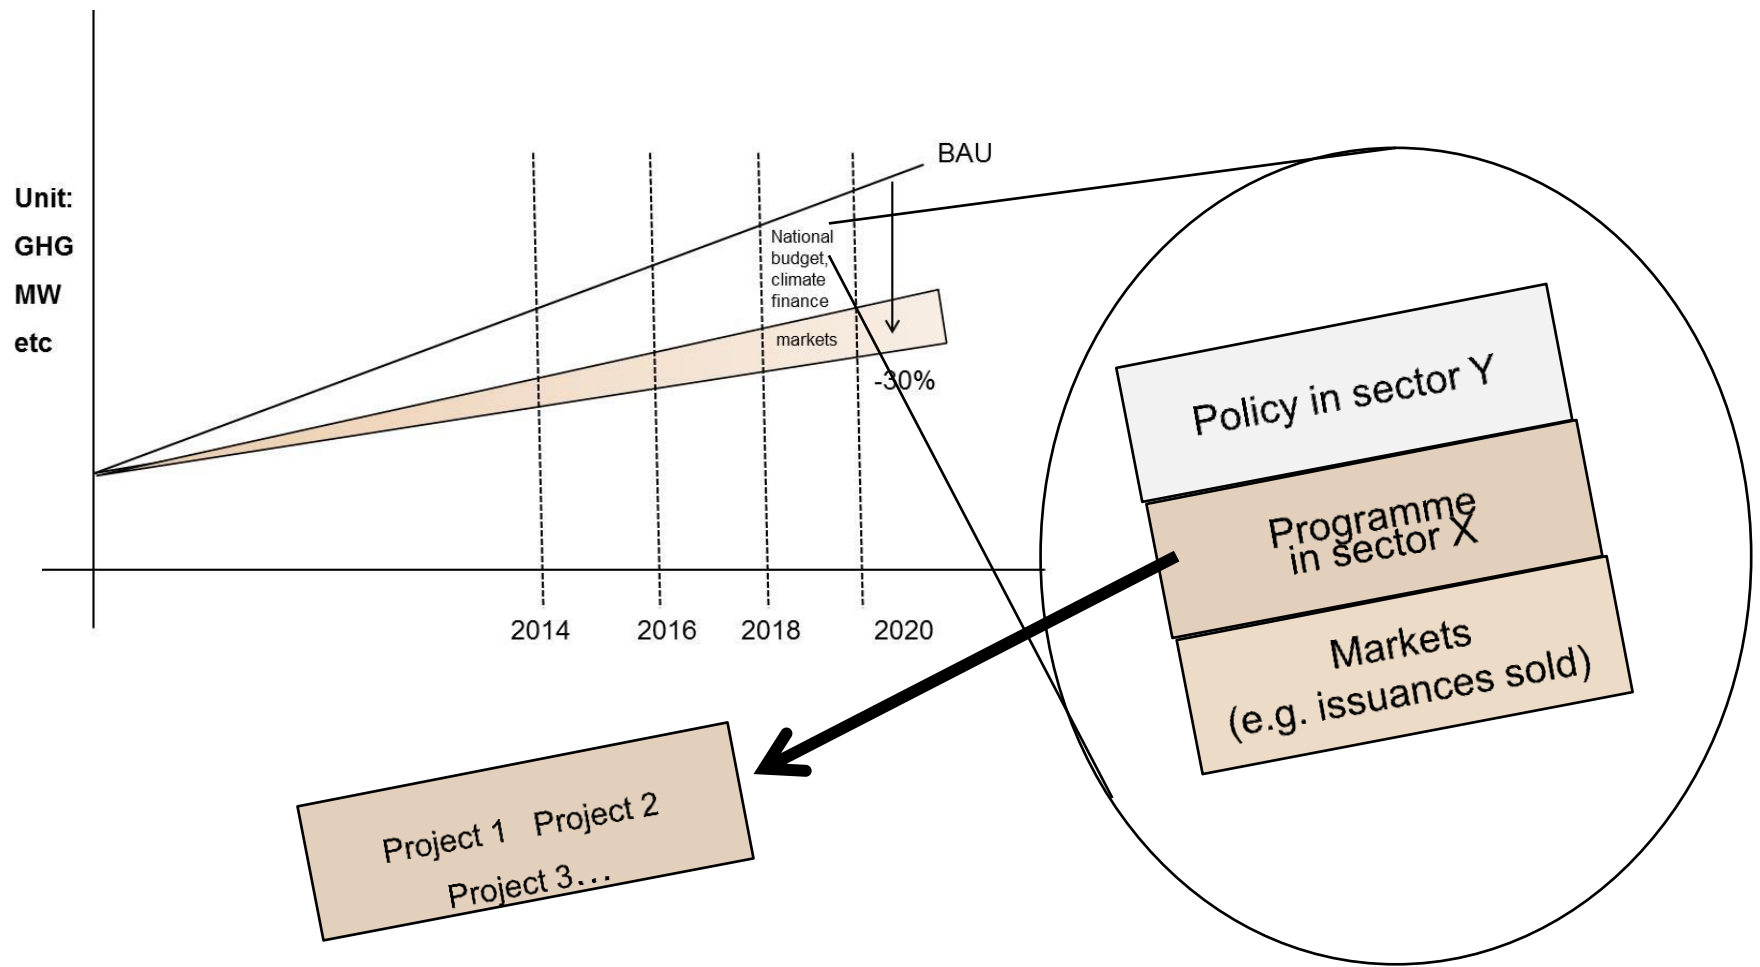 BAU
Unit:
GHG
MW
etc
National
budget,
climate
finance
markets
-30%
2014 2016 2018 2020
Policy in sector Y
Programme
in sector X
Markets
(e.g. issuances sold)
Project 1 Project 2
Project 3...